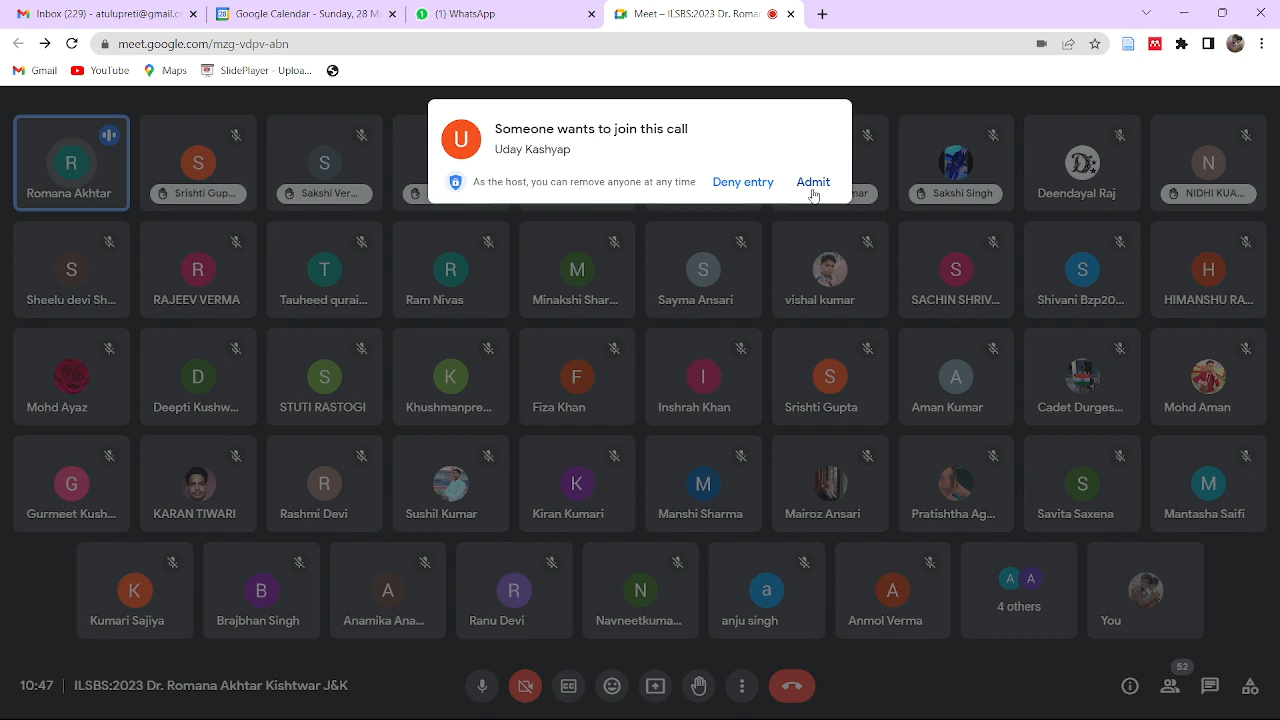 Inbox (229) - atulupreti@gmail.c
Google Calendar - Sunday, 28 M
(1) WhatsApp
Meet – ILSBS:2023 Dr. Romar
meet.google.com/mzg-vdpv-abn
Gmail
YouTube
Maps
SlidePlayer - Uploa...
Someone wants to join this call
U
Uday Kashyap
As the host, you can remove anyone at any time
Deny entry
Admit
R
Romana Akhtar
S
Srishti Gup...
S
Sakshi Ver...
mar
Sakshi Singh
Deendayal Raj
N
NIDHI KUA...
S
Sheelu devi Sh...
R
RAJEEV VERMA
T
Tauheed qurai...
R
Ram Nivas
M
Minakshi Shar...
S
Sayma Ansari
vishal kumar
S
SACHIN SHRIV...
S
Shivani Bzp20...
H
HIMANSHU RA...
Mohd Ayaz
D
Deepti Kushw...
S
STUTI RASTOGI
K
Khushmanpre...
F
Fiza Khan
I
Inshrah Khan
S
Srishti Gupta
A
Aman Kumar
Cadet Durges...
Mohd Aman
G
Gurmeet Kush...
KARAN TIWARI
R
Rashmi Devi
Sushil Kumar
K
Kiran Kumari
M
Manshi Sharma
Mairoz Ansari
Pratishtha Ag...
S
Savita Saxena
M
Mantasha Saifi
K
Kumari Sajiya
B
Brajbhan Singh
A
Anamika Ana...
R
Ranu Devi
N
Navneetkuma...
a
anju singh
A
Anmol Verma
A A
4 others
You
10:47 | ILSBS:2023 Dr. Romana Akhtar Kishtwar J&K
52